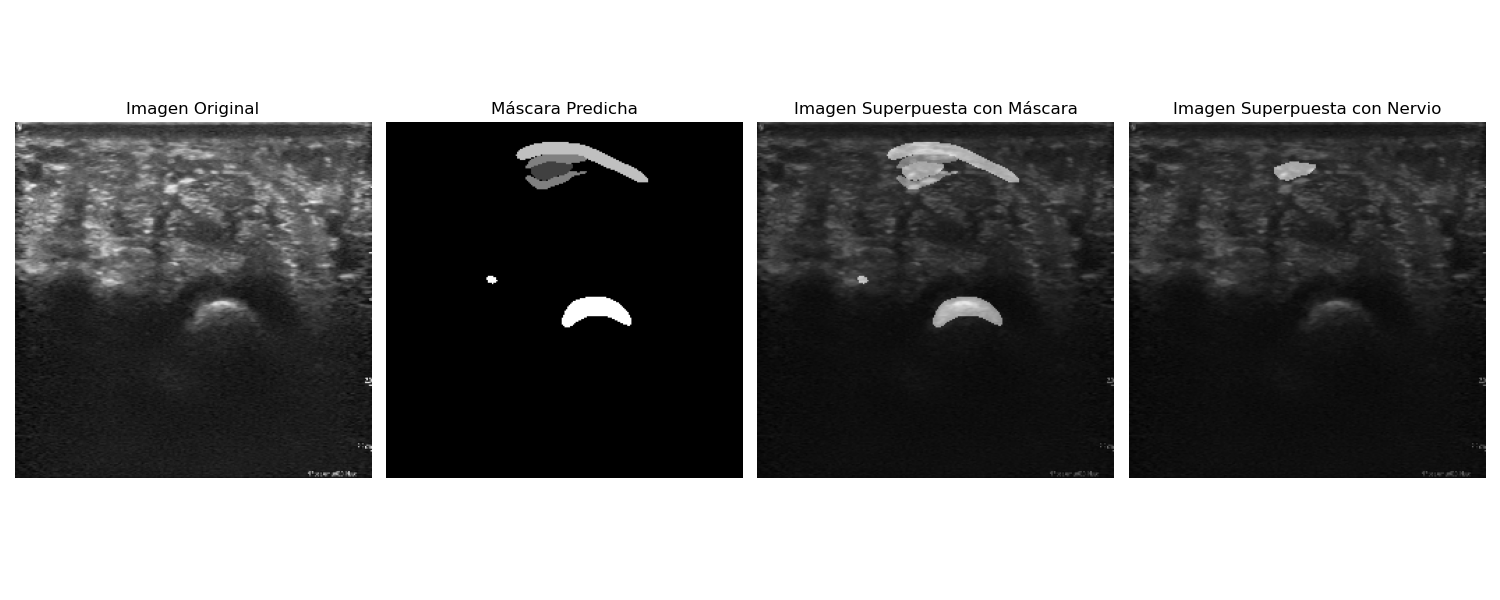 Imagen Original
Máscara Predicha
Imagen Superpuesta con Máscara
Imagen Superpuesta con Nervio